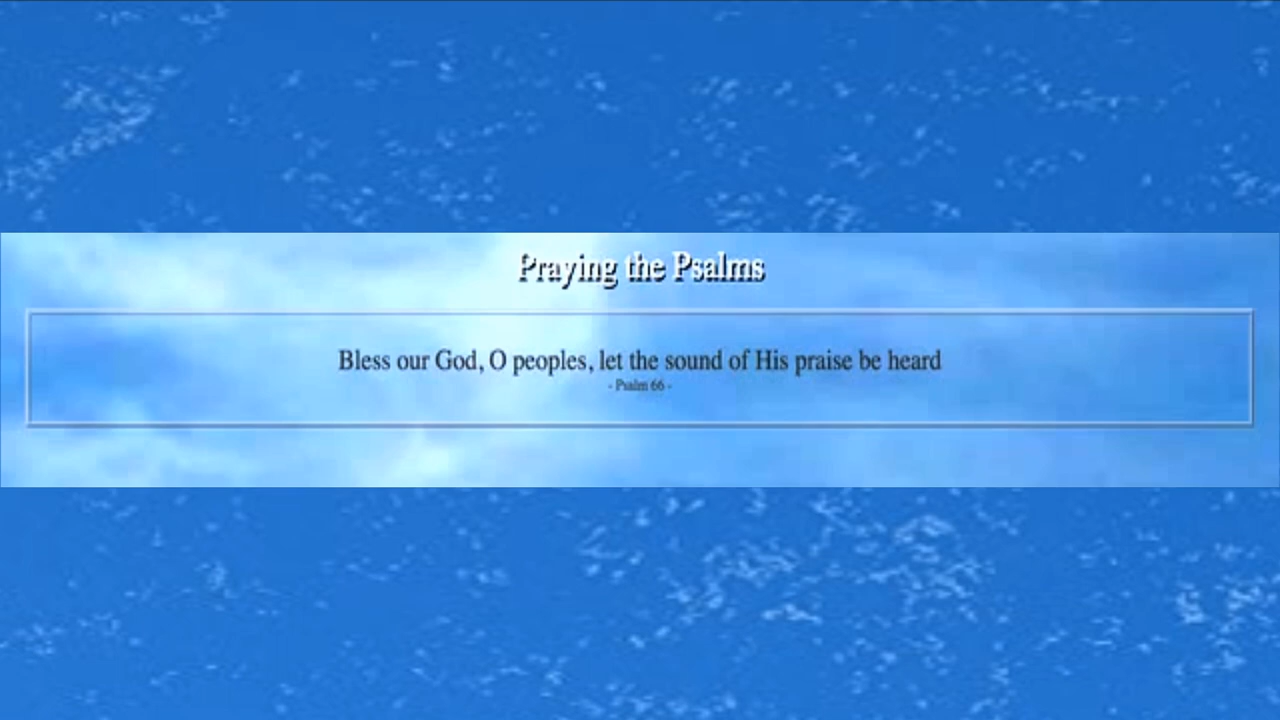 Praying the Psalms
Bless our God, O peoples, let the sound of His praise be heard
- Psalm 66 -